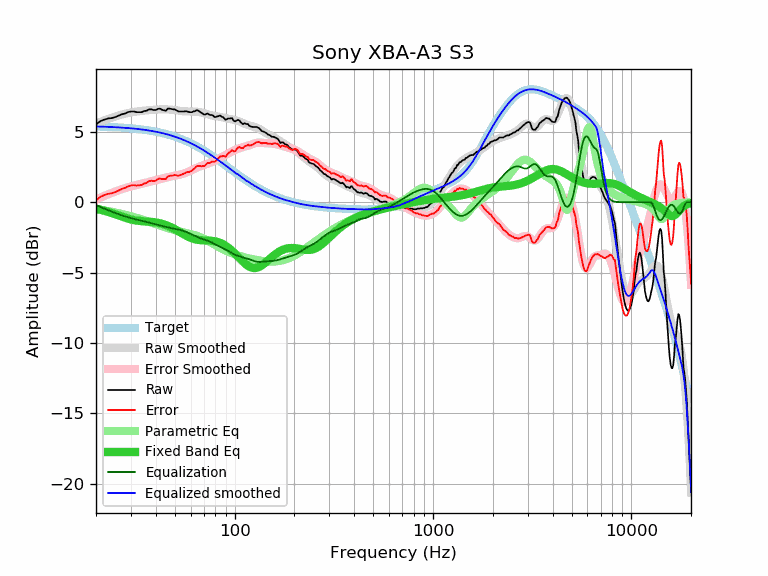 Sony XBA-A3 S3
Amplitude (dBr)
5
0
−5
−10
−15
−20
Target
Raw Smoothed
Error Smoothed
Raw
Error
Parametric Eq
Fixed Band Eq
Equalization
Equalized smoothed
100 1000 10000
Frequency (Hz)